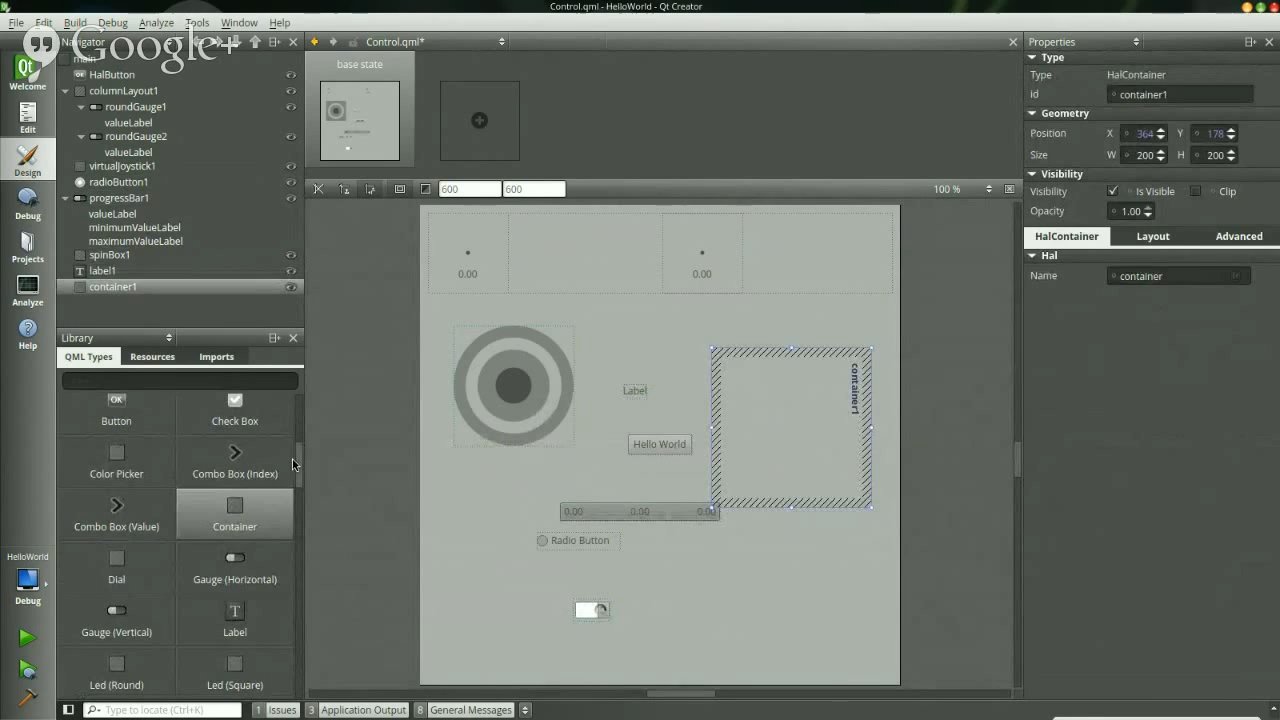 Control.qml - HelloWorld - Qt Creator
File Edit Build Debug Analyze Tools Window Help
Google+
Navigator
Control.qml*
Properties
main
HalButton
columnLayout1
roundGauge1
valueLabel
roundGauge2
valueLabel
virtualJoystick1
radioButton1
progressBar1
valueLabel
minimumValueLabel
maximumValueLabel
spinBox1
label1
container1
Qt
Welcome
Edit
Design
Debug
Projects
Analyze
Help
HelloWorld
Debug
Library
QML Types Resources Imports
OK
Button
Check Box
Color Picker
Combo Box (Index)
Combo Box (Value)
Container
Dial
Gauge (Horizontal)
Gauge (Vertical)
T
Label
Led (Round)
Led (Square)
base state
600 600
100 %
0.00
0.00
Label
Hello World
container1
0.00 0.00 0.00
Radio Button
Type
Type HalContainer
id container1
Geometry
Position X 364 Y 178
Size W 200 H 200
Visibility
Visibility Is Visible Clip
Opacity 1.00
HalContainer Layout Advanced
Hal
Name container
Type to locate (Ctrl+K)
1 Issues 3 Application Output 8 General Messages